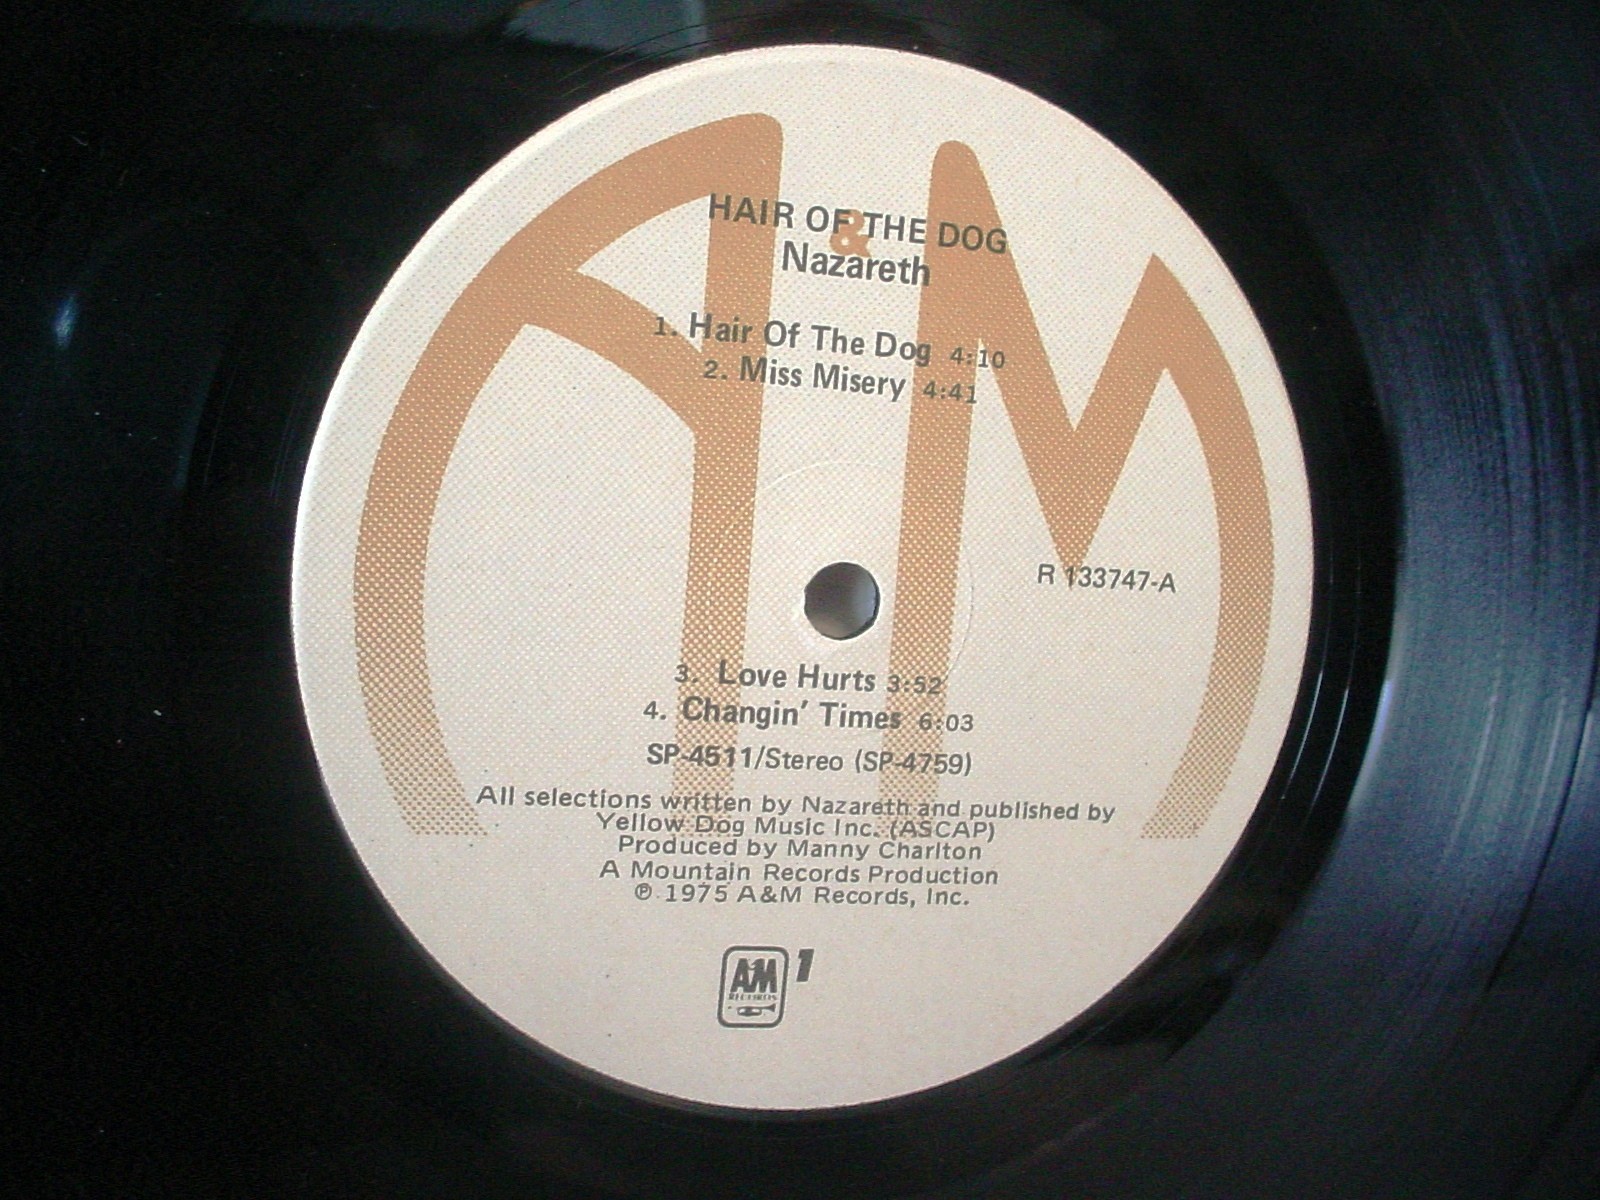 A & M
HAIR OF THE DOG
Nazareth
1. Hair Of The Dog 4:10
2. Miss Misery 4:41
R 133747-A
3. Love Hurts 3:52
4. Changin' Times 6:03
SP-4511/Stereo (SP-4759)
All selections written by Nazareth and published by
Yellow Dog Music Inc. (ASCAP)
Produced by Manny Charlton
A Mountain Records Production
℗ 1975 A&M Records, Inc.
A&M 1
RECORDS